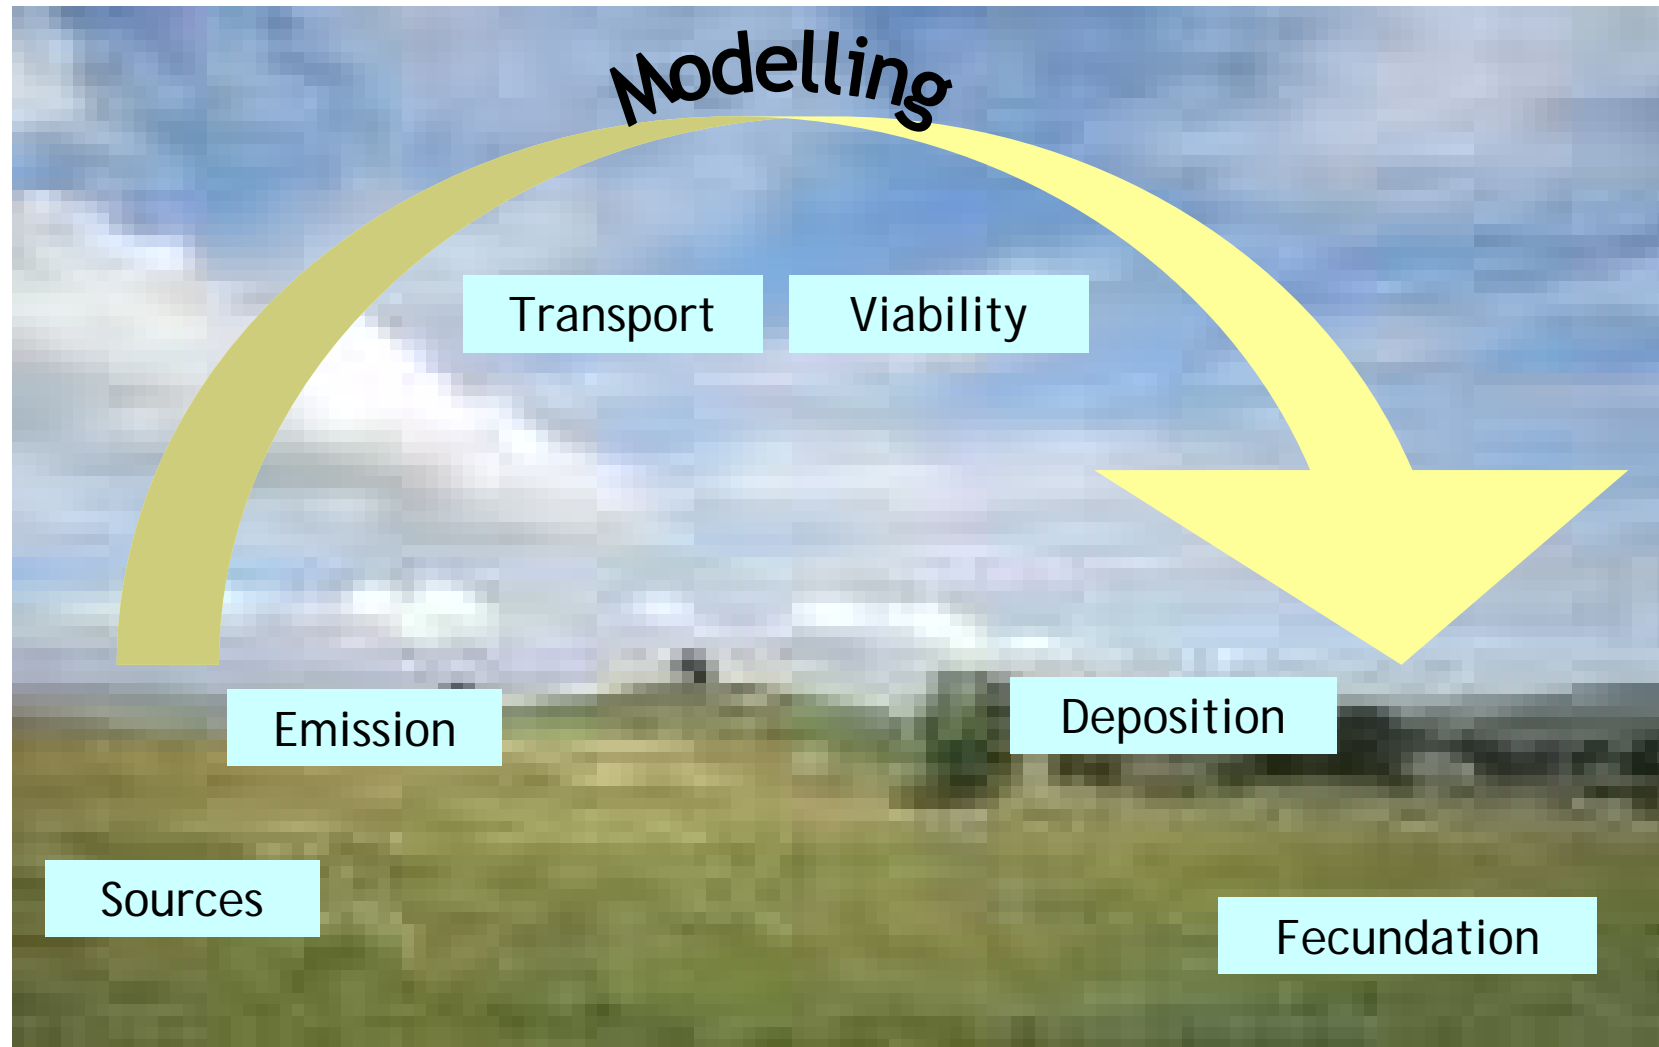 Modelling
Transport
Viability
Emission
Deposition
Sources
Fecundation